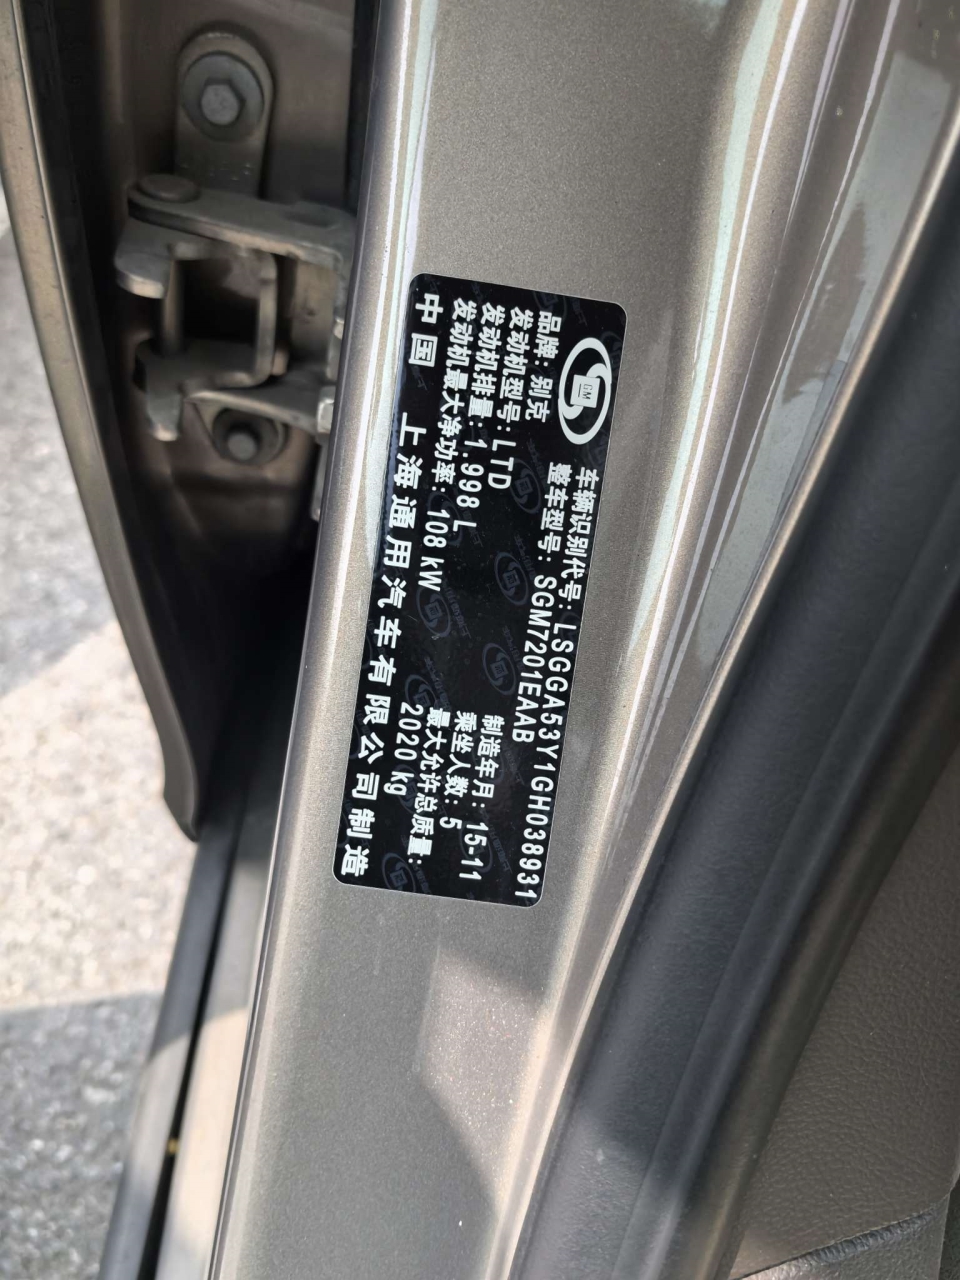 GM
车辆识别代号: LSGGA53Y1GH038931
整车型号: SGM7201EAAB
品牌: 别克
发动机型号: LTD 制造年月: 15-11
发动机排量: 1.998 L 乘坐人数: 5
发动机最大净功率: 108 kW 最大允许总质量: 2020 kg
中国 上海通用汽车有限公司制造